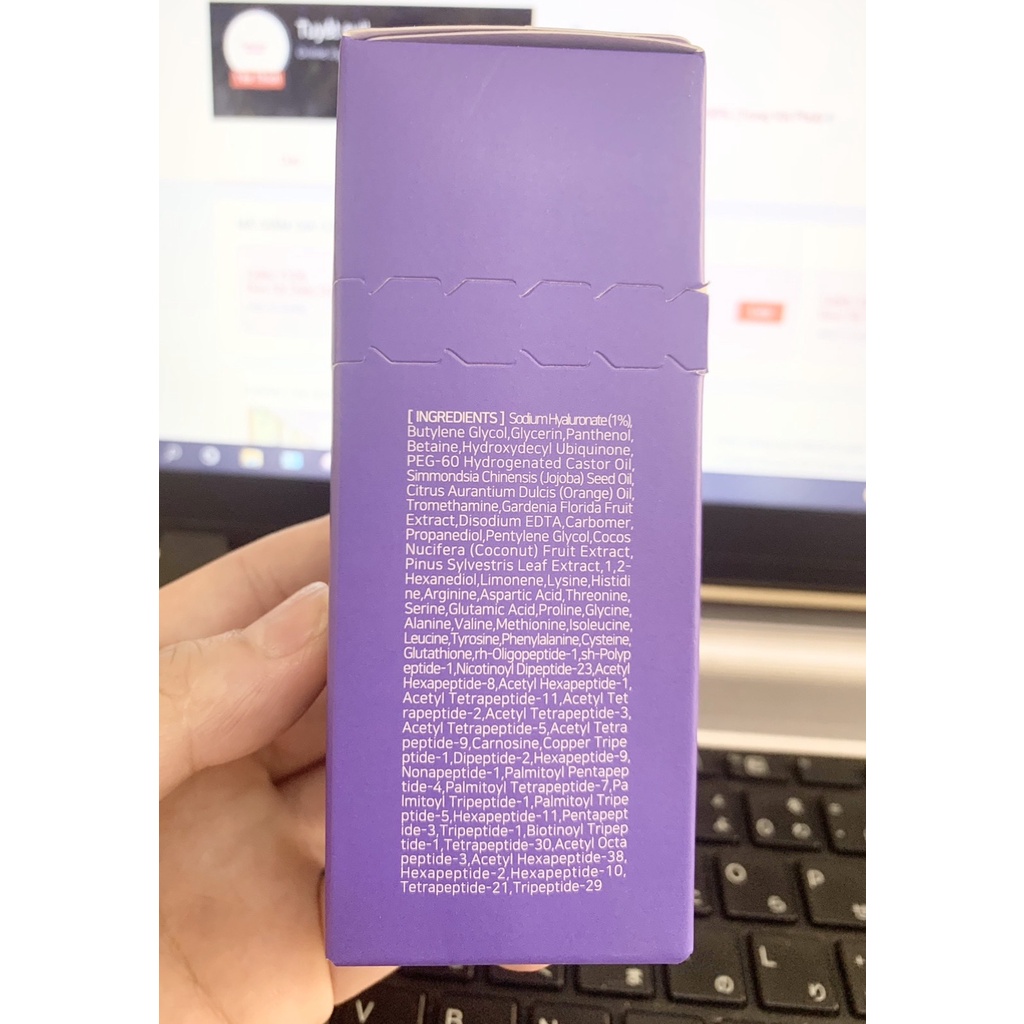 [ INGREDIENTS ] Sodium Hyaluronate (1%),
Butylene Glycol,Glycerin,Panthenol,
Betaine,Hydroxydecyl Ubiquinone,
PEG-60 Hydrogenated Castor Oil,
Simmondsia Chinensis (Jojoba) Seed Oil,
Citrus Aurantium Dulcis (Orange) Oil,
Tromethamine,Gardenia Florida Fruit
Extract,Disodium EDTA,Carbomer,
Propanediol,Pentylene Glycol,Cocos
Nucifera (Coconut) Fruit Extract,
Pinus Sylvestris Leaf Extract,1,2-
Hexanediol,Limonene,Lysine,Histidi
ne,Arginine,Aspartic Acid,Threonine,
Serine,Glutamic Acid,Proline,Glycine,
Alanine,Valine,Methionine,Isoleucine,
Leucine,Tyrosine,Phenylalanine,Cysteine,
Glutathione,rh-Oligopeptide-1,sh-Polyp
eptide-1,Nicotinoyl Dipeptide-23,Acetyl
Hexapeptide-8,Acetyl Hexapeptide-1,
Acetyl Tetrapeptide-11,Acetyl Tet
rapeptide-2,Acetyl Tetrapeptide-3,
Acetyl Tetrapeptide-5,Acetyl Tetra
peptide-9,Carnosine,Copper Tripe
ptide-1,Dipeptide-2,Hexapeptide-9,
Nonapeptide-1,Palmitoyl Pentapep
tide-4,Palmitoyl Tetrapeptide-7,Pa
lmitoyl Tripeptide-1,Palmitoyl Tripe
ptide-5,Hexapeptide-11,Pentapept
ide-3,Tripeptide-1,Biotinoyl Tripep
tide-1,Tetrapeptide-30,Acetyl Octa
peptide-3,Acetyl Hexapeptide-38,
Hexapeptide-2,Hexapeptide-10,
Tetrapeptide-21,Tripeptide-29
O
P
L
V
B